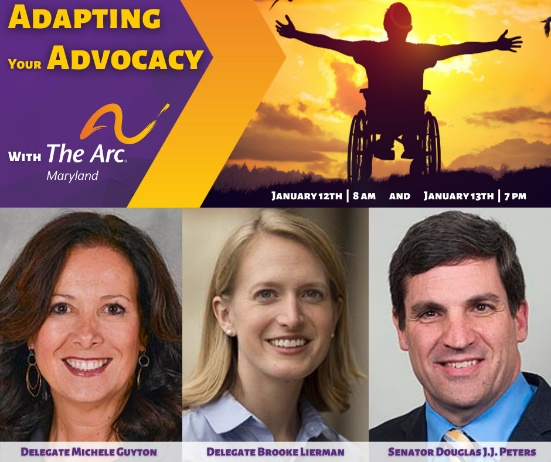 Adapting
Your Advocacy
With The Arc®
Maryland
January 12th | 8 am and January 13th | 7 pm
Delegate Michele Guyton
Delegate Brooke Lierman
Senator Douglas J.J. Peters